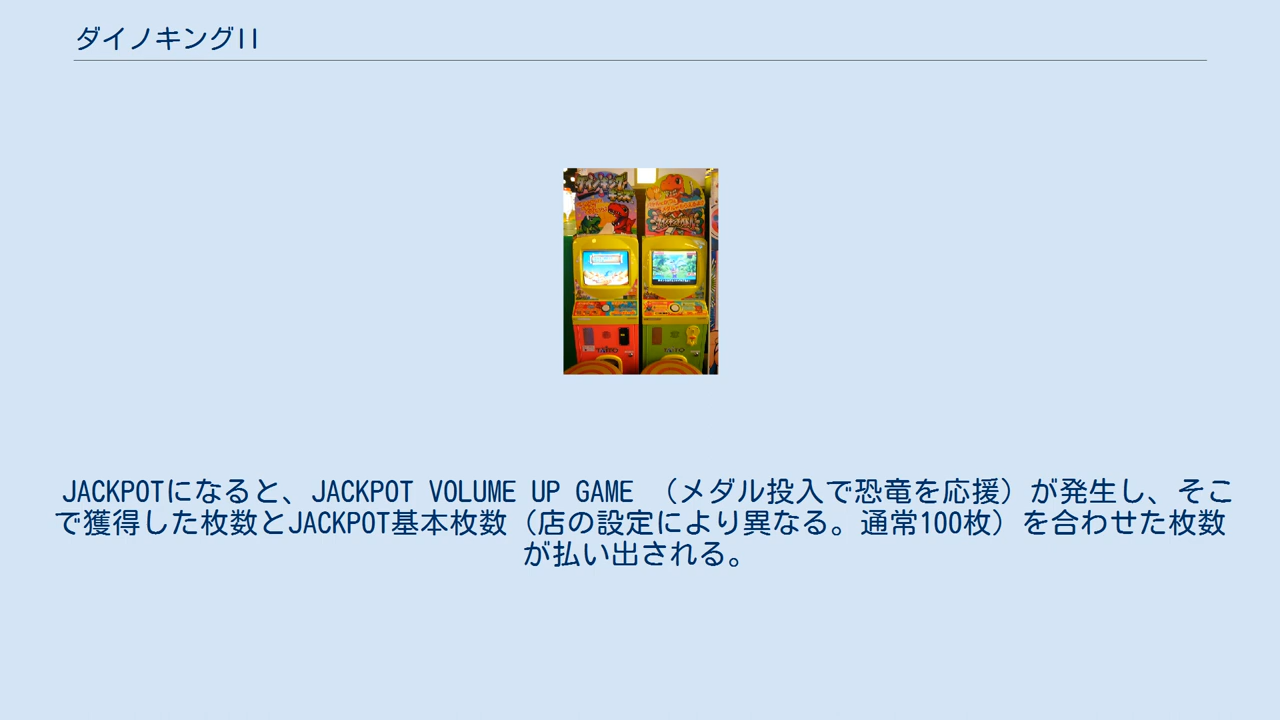 ダイノキングII
TAITO
TAITO
JACKPOTになると、JACKPOT VOLUME UP GAME （メダル投入で恐竜を応援）が発生し、そこ
で獲得した枚数とJACKPOT基本枚数（店の設定により異なる。通常100枚）を合わせた枚数
が払い出される。